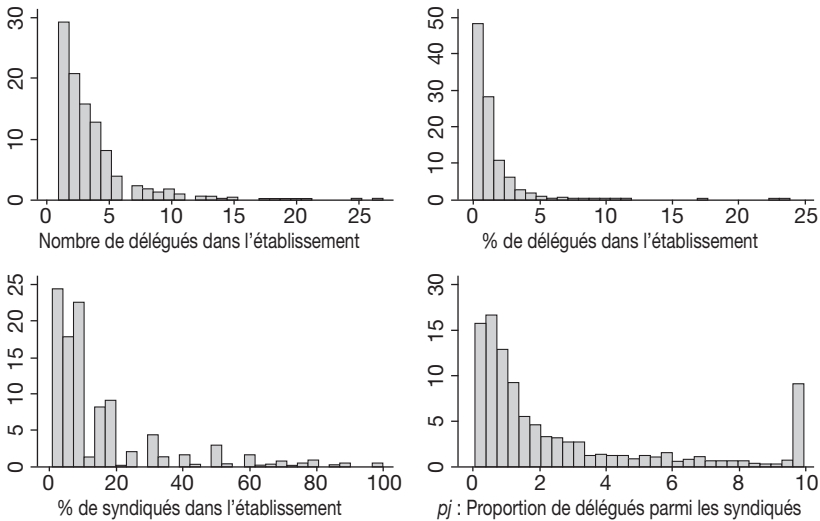 30
20
10
0
0 5 10 15 20 25
Nombre de délégués dans l'établissement
50
40
30
20
10
0
0 5 15 20 25
% de délégués dans l'établissement
25
20
15
10
5
0
0 20 40 60 80 100
% de syndiqués dans l'établissement
30
15
10
5
0
0 2 4 6 8 10
pj : Proportion de délégués parmi les syndiqués